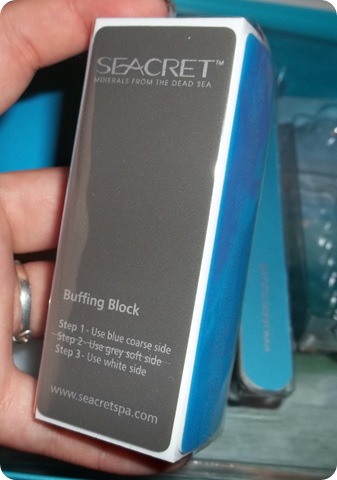 SEACRET™
MINERALS FROM THE DEAD SEA
Buffing Block
Step 1 - Use blue coarse side
Step 2- Use grey soft side
Step 3 - Use white side
www.seacretspa.com